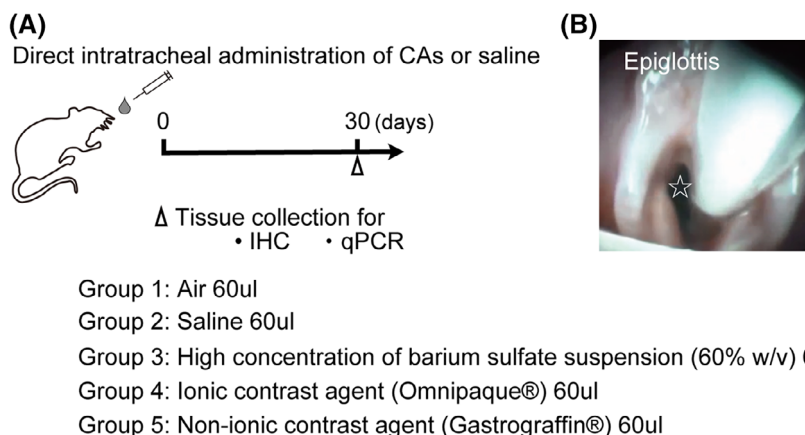 (A)
Direct intratracheal administration of CAs or saline
0 30 (days)
Tissue collection for
• IHC • qPCR
Group 1: Air 60ul
Group 2: Saline 60ul
Group 3: High concentration of barium sulfate suspension (60% w/v)
Group 4: Ionic contrast agent (Omnipaque®) 60ul
Group 5: Non-ionic contrast agent (Gastrograffin®) 60ul
(B)
Epiglottis